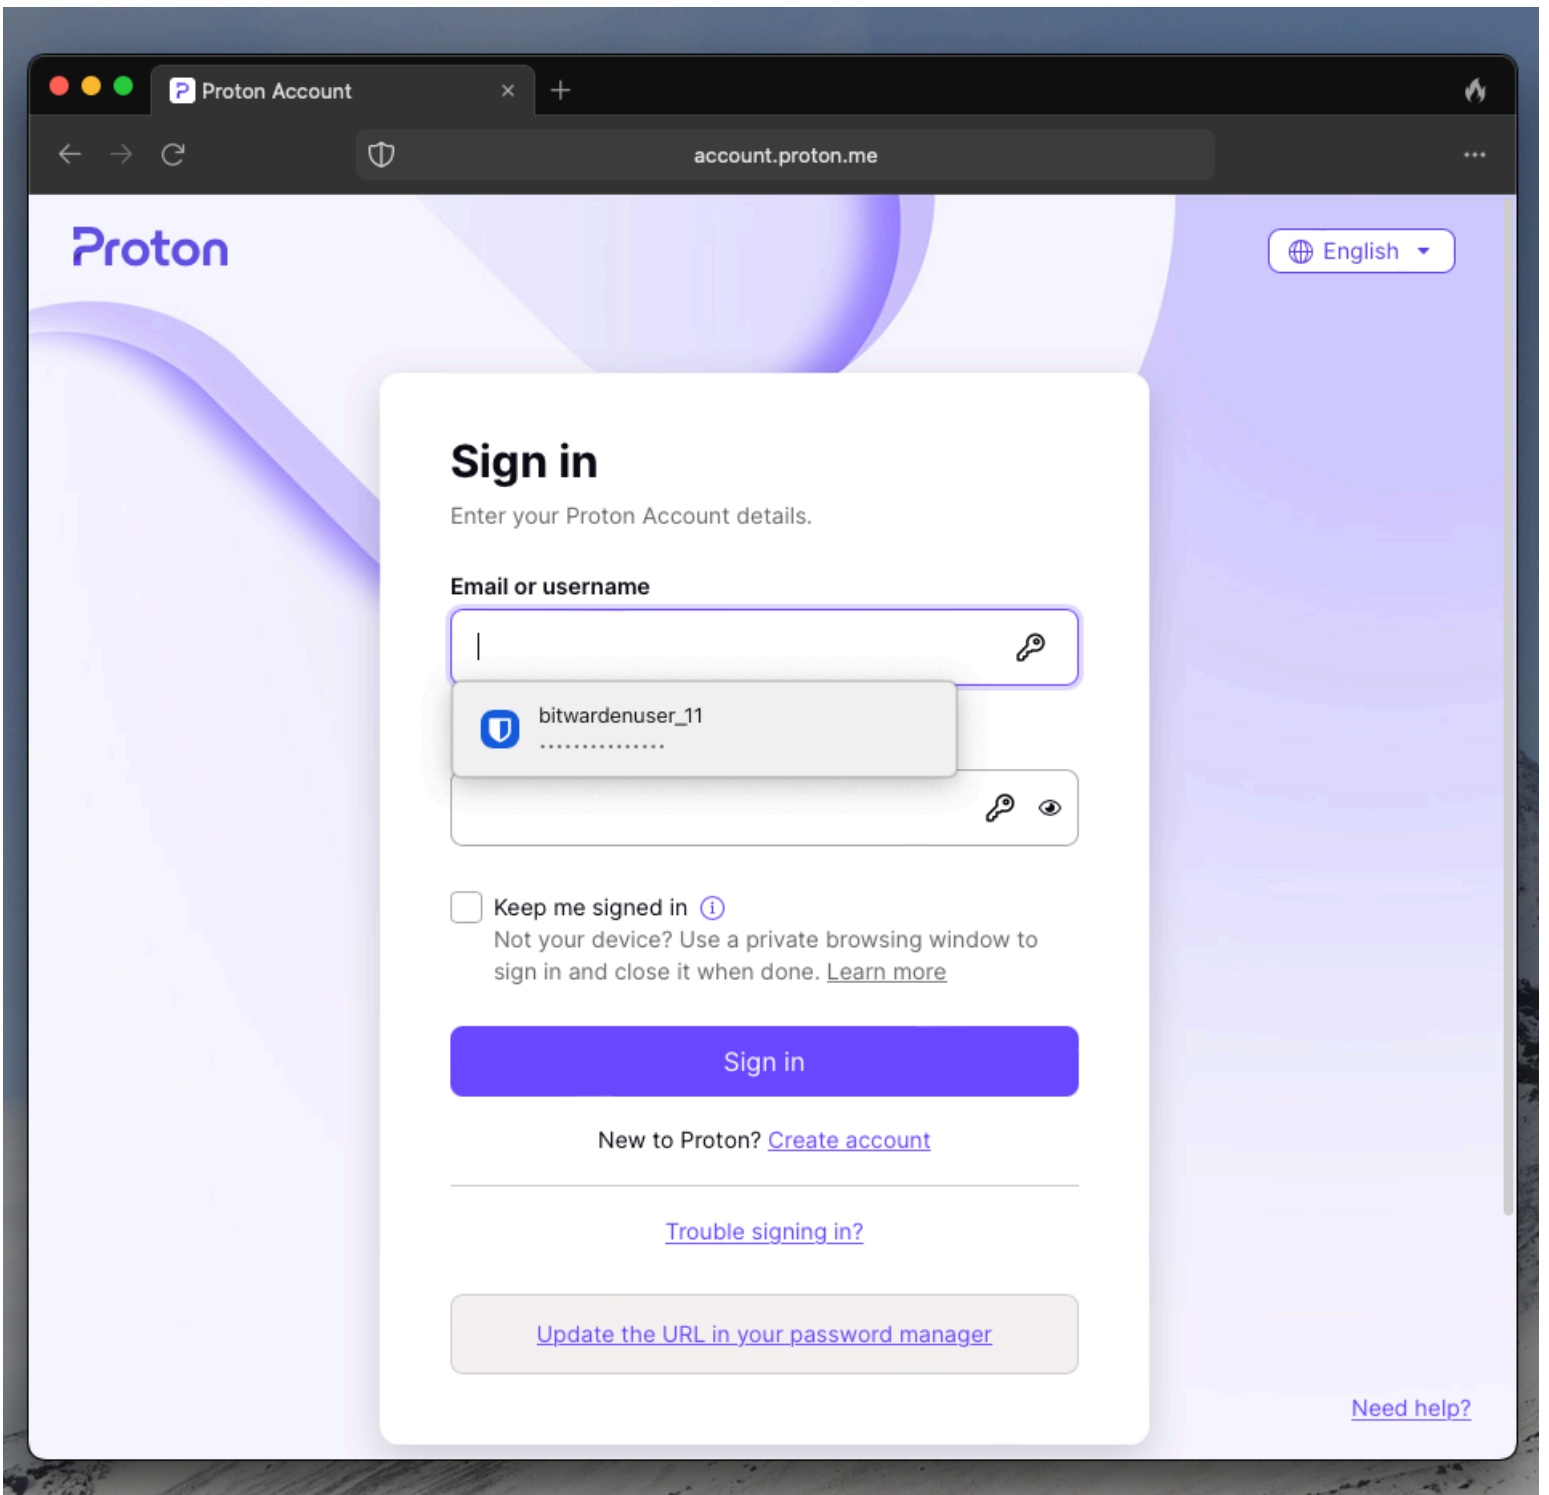 Proton Account
account.proton.me
Proton
English
Sign in
Enter your Proton Account details.
Email or username
bitwardenuser_11
Keep me signed in
Not your device? Use a private browsing window to
sign in and close it when done. Learn more
Sign in
New to Proton? Create account
Trouble signing in?
Update the URL in your password manager
Need help?